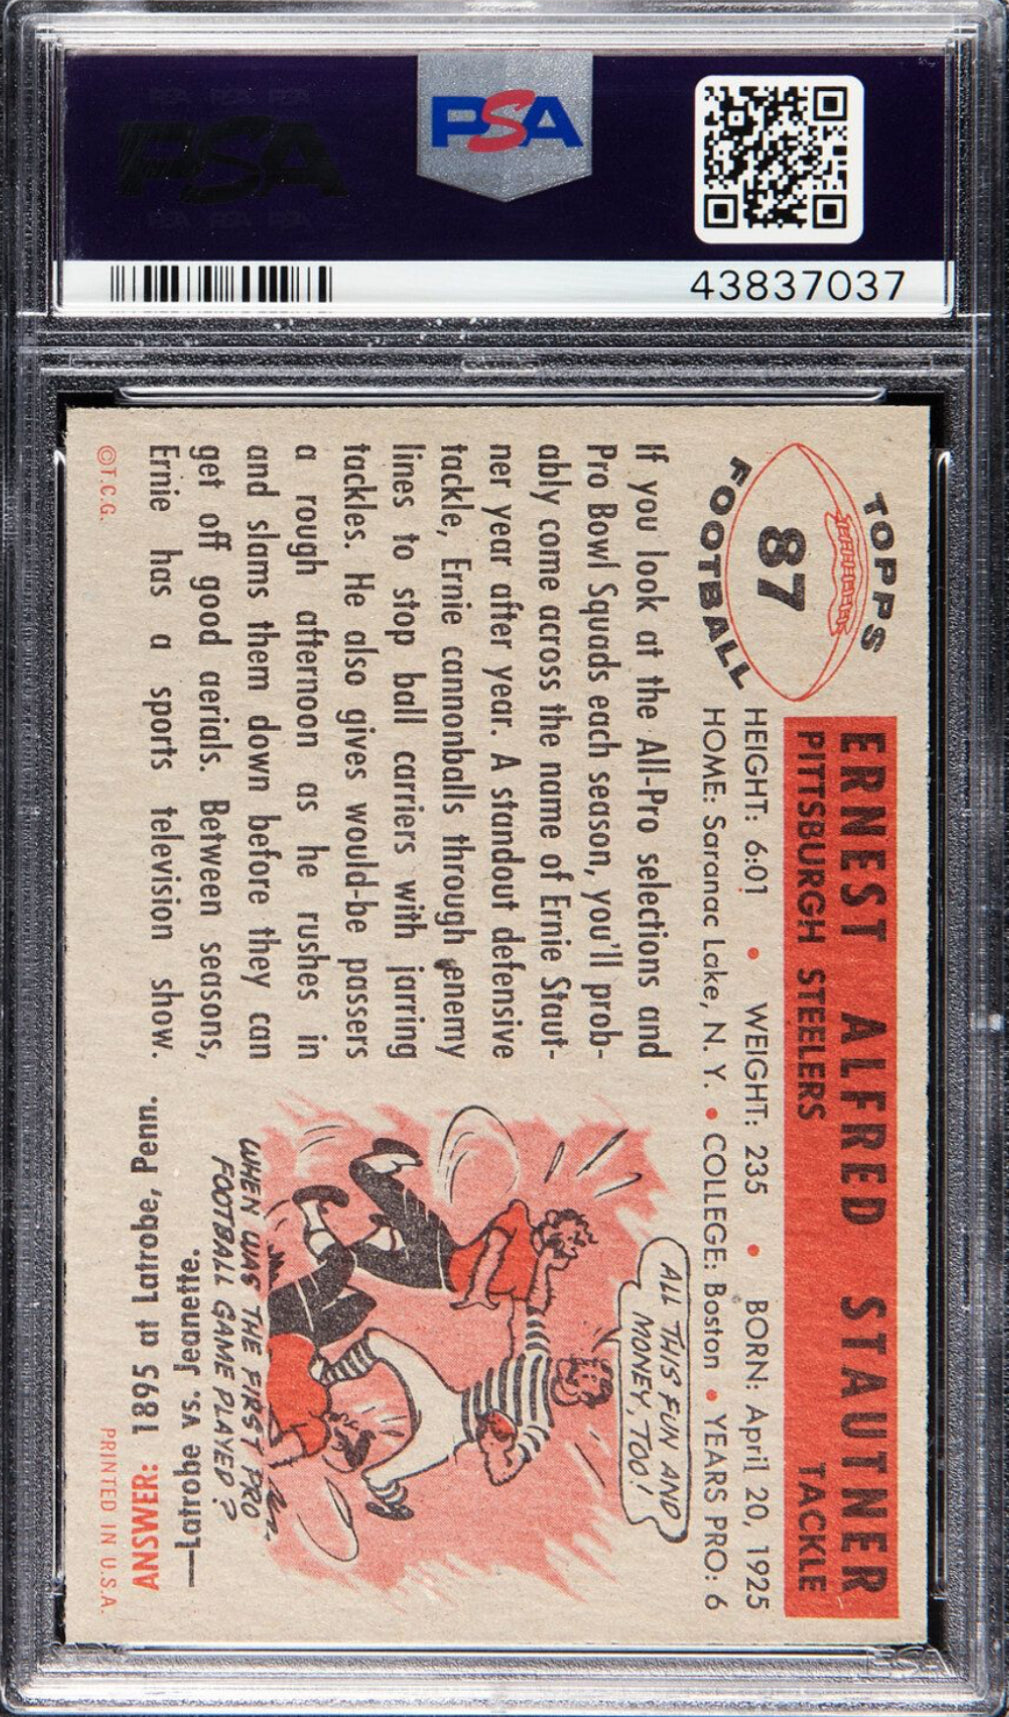 PSA
43837037
TOPPS
87
FOOTBALL
ERNEST ALFRED STAUTNER
PITTSBURGH STEELERS TACKLE
HEIGHT: 6:01 • WEIGHT: 235 • BORN: April 20, 1925
HOME: Saranac Lake, N. Y. • COLLEGE: Boston • YEARS PRO: 6
If you look at the All-Pro selections and
Pro Bowl Squads each season, you'll prob-
ably come across the name of Ernie Staut-
ner year after year. A standout defensive
tackle, Ernie cannonballs through enemy
lines to stop ball carriers with jarring
tackles. He also gives would-be passers
a rough afternoon as he rushes in
and slams them down before they can
get off good aerials. Between seasons,
Ernie has a sports television show.
©T.C.G.
ALL THIS FUN AND
MONEY, TOO!
WHEN WAS THE FIRST PRO
FOOTBALL GAME PLAYED?
—Latrobe vs. Jeanette.
ANSWER: 1895 at Latrobe, Penn.
PRINTED IN U.S.A.